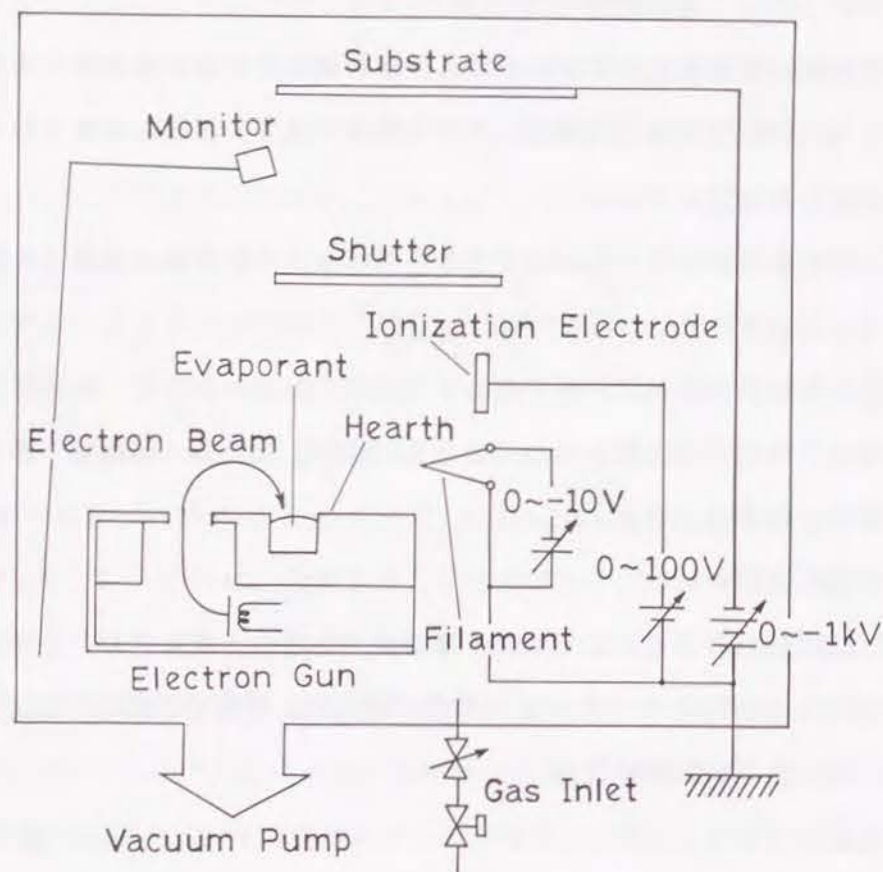 Substrate
Monitor
Shutter
Ionization Electrode
Evaporant
Hearth
Electron Beam
0~-10V
0~100V
0~-1kV
Filament
Electron Gun
Gas Inlet
Vacuum Pump